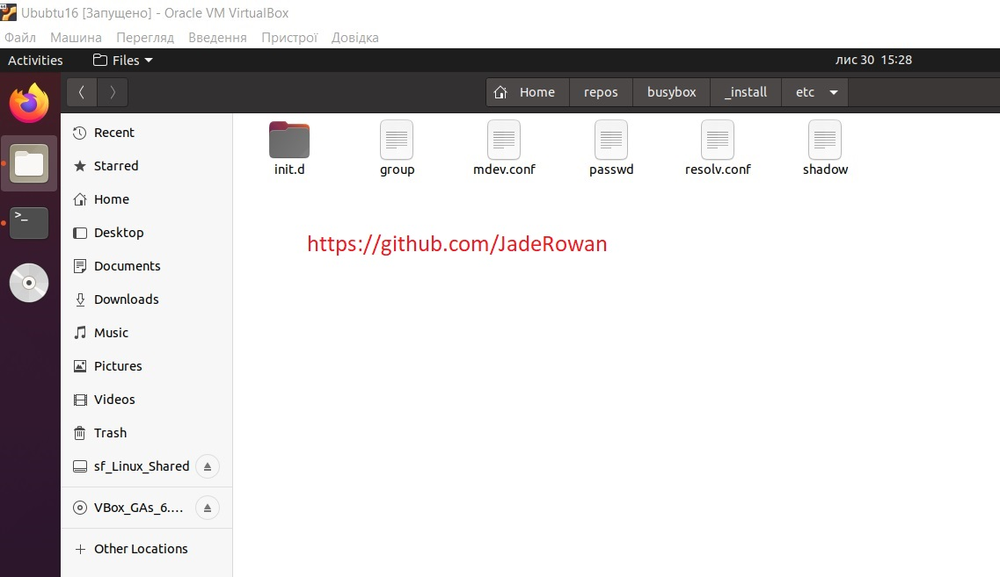 Ububtu16 [Запущено] - Oracle VM VirtualBox
Файл Машина Перегляд Введення Пристрої Довідка
Activities Files лис 30 15:28
Home repos busybox _install etc
Recent
Starred
Home
Desktop
Documents
Downloads
Music
Pictures
Videos
Trash
sf_Linux_Shared
VBox_GAs_6....
Other Locations
init.d group mdev.conf passwd resolv.conf shadow
https://github.com/JadeRowan